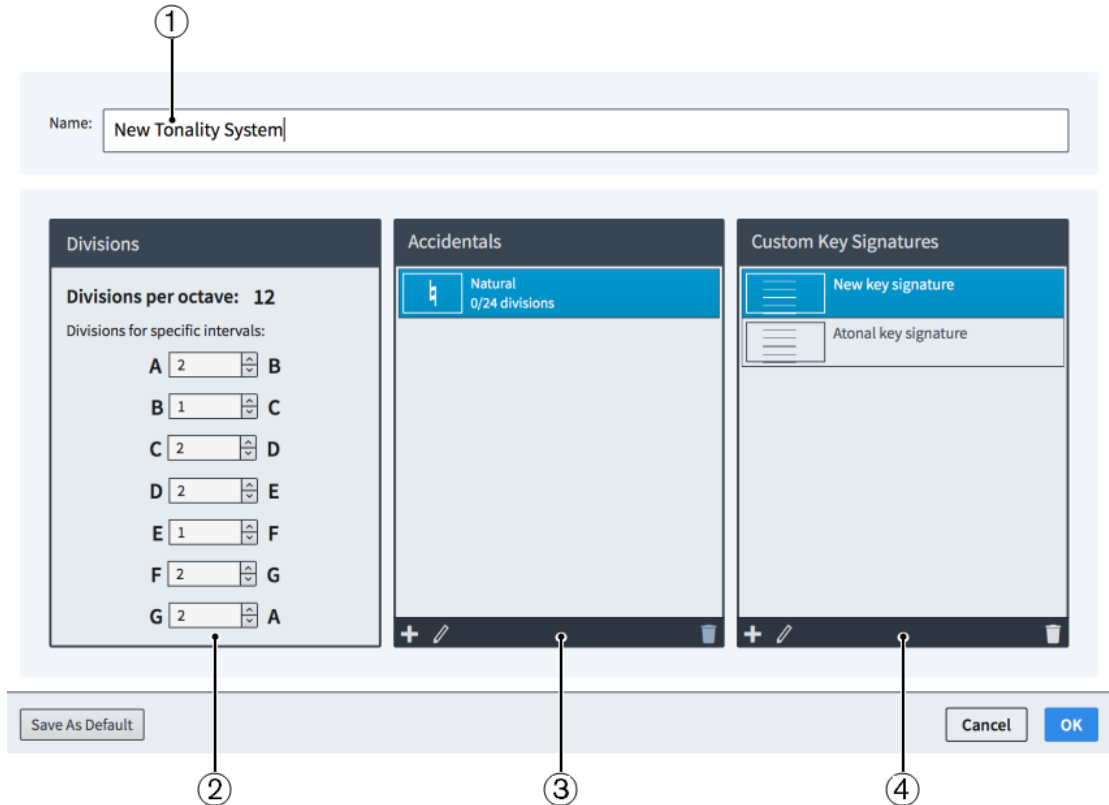 ①
Name:
New Tonality System
Divisions
Divisions per octave: 12
Divisions for specific intervals:
A 2 B
B 1 C
C 2 D
D 2 E
E 1 F
F 2 G
G 2 A
Accidentals
Natural
0/24 divisions
Custom Key Signatures
New key signature
Atonal key signature
Save As Default
Cancel
OK
②
③
④